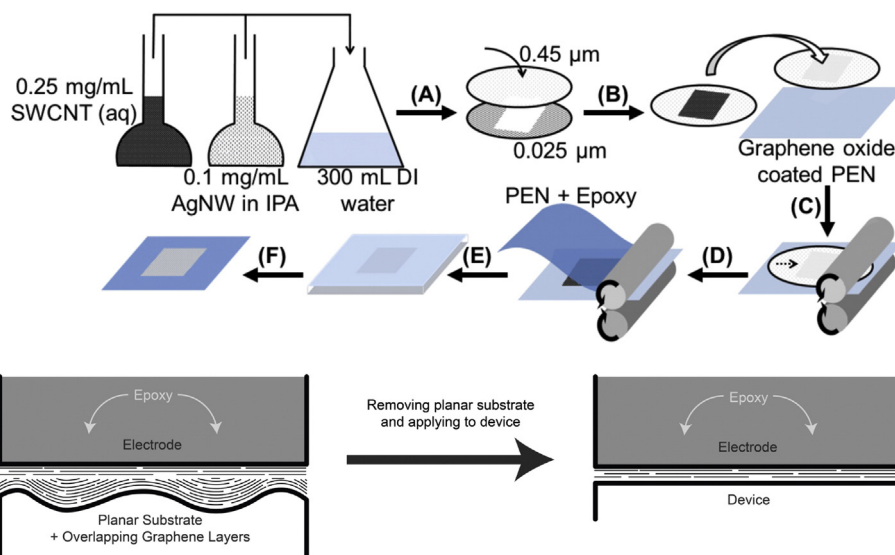 0.25 mg/mL
SWCNT (aq)
0.1 mg/mL
AgNW in IPA
300 mL DI
water
(A)
0.45 µm
0.025 µm
(B)
Graphene oxide
coated PEN
(C)
(D)
PEN + Epoxy
(E)
(F)
Epoxy
Electrode
Planar Substrate
+ Overlapping Graphene Layers
Removing planar substrate
and applying to device
Epoxy
Electrode
Device